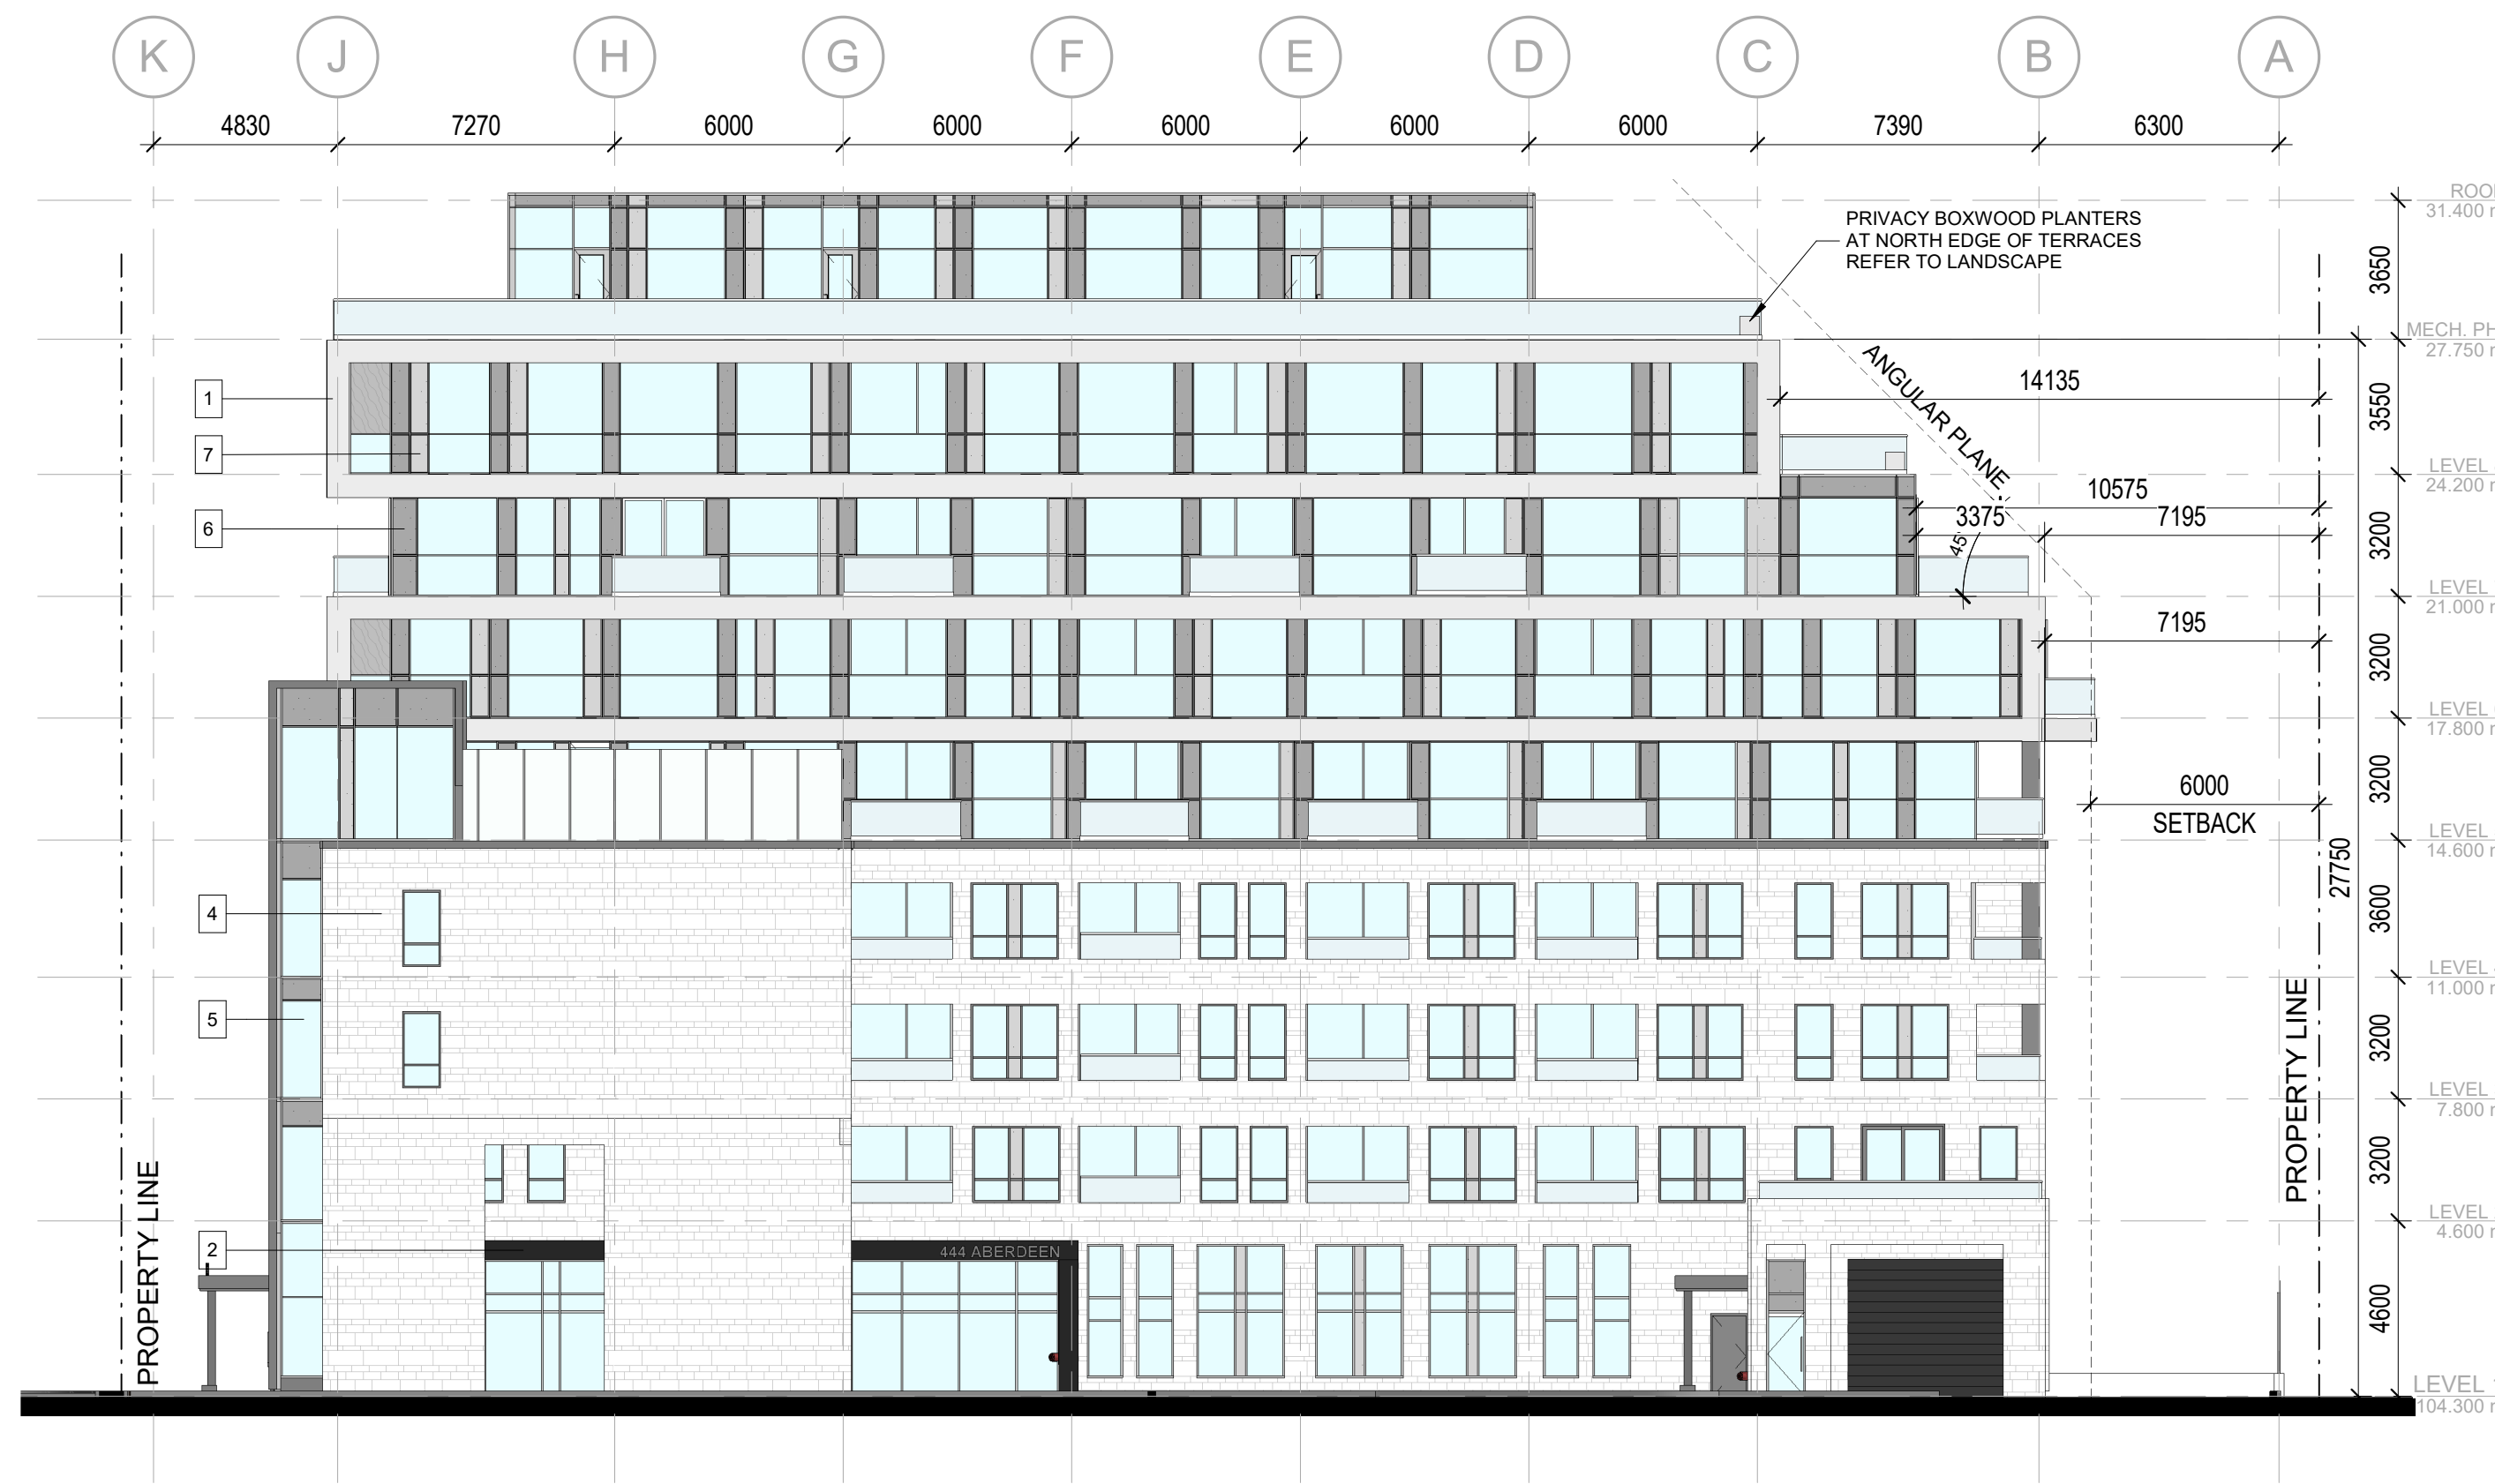 K J H G F E D C B A
4830 7270 6000 6000 6000 6000 6000 7390 6300
PRIVACY BOXWOOD PLANTERS
AT NORTH EDGE OF TERRACES
REFER TO LANDSCAPE
31.400
3650
MECH.
27.750
ANGULAR PLANE
14135
3550
1
7
LEVEL
24.200
10575
3375
7195
45
3200
6
LEVEL
21.000
7195
3200
LEVEL
17.800
6000
SETBACK
3200
LEVEL
14.600
27750
3600
4
LEVEL
11.000
5
3200
LEVEL
7.800
PROPERTY LINE
PROPERTY LINE
3200
LEVEL
4.600
2
444 ABERDEEN
4600
LEVEL
104.300